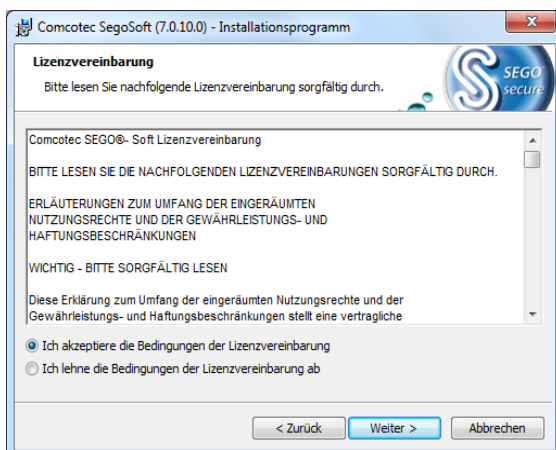 Comcotec SegoSoft (7.0.10.0) - Installationsprogramm
Lizenzvereinbarung
Bitte lesen Sie nachfolgende Lizenzvereinbarung sorgfältig durch.
S
SEGO
secure
Comcotec SEGO®- Soft Lizenzvereinbarung
BITTE LESEN SIE DIE NACHFOLGENDEN LIZENZVEREINBARUNGEN SORGFÄLTIG DURCH.
ERLÄUTERUNGEN ZUM UMFANG DER EINGERÄUMTEN
NUTZUNGSRECHTE UND DER GEWÄHRLEISTUNGS- UND
HAFTUNGSBESCHRÄNKUNGEN
WICHTIG - BITTE SORGFÄLTIG LESEN
Diese Erklärung zum Umfang der eingeräumten Nutzungsrechte und der
Gewährleistungs- und Haftungsbeschränkungen stellt eine vertragliche
Ich akzeptiere die Bedingungen der Lizenzvereinbarung
Ich lehne die Bedingungen der Lizenzvereinbarung ab
< Zurück
Weiter >
Abbrechen